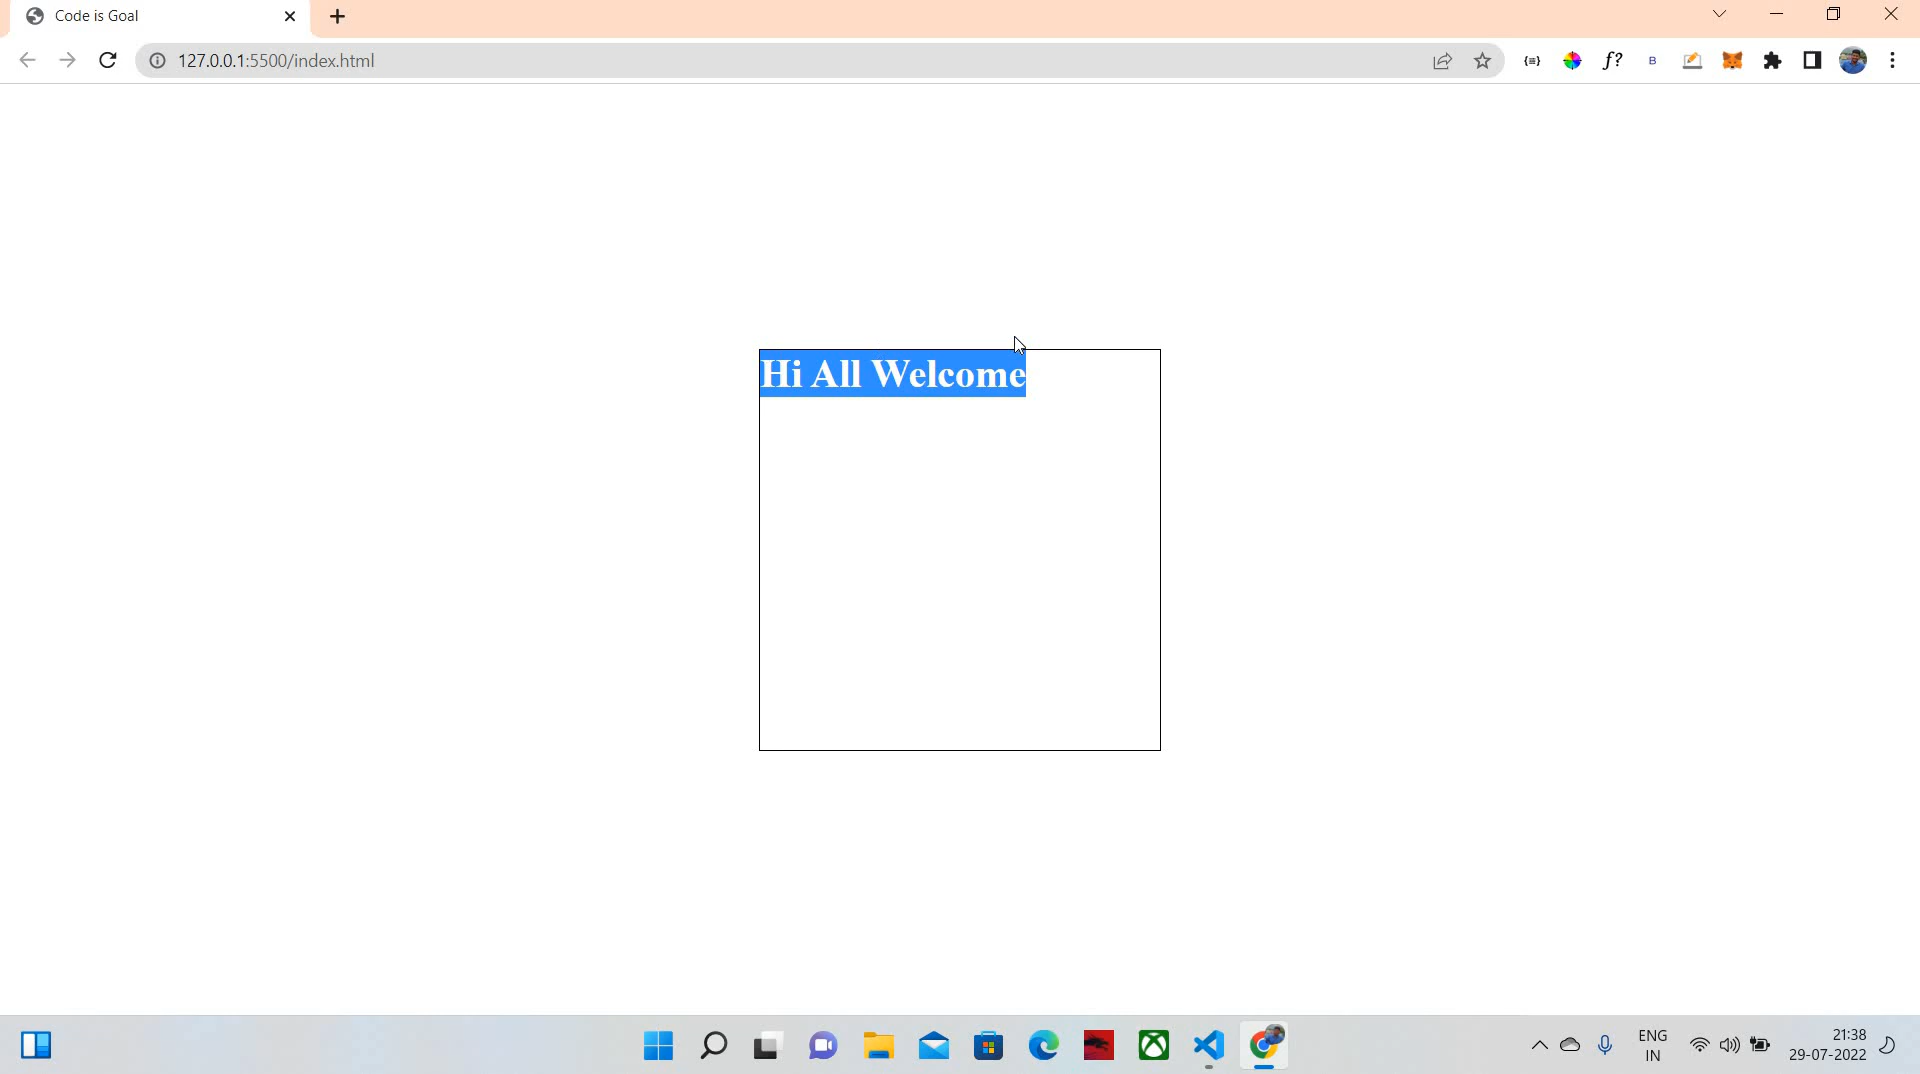 Code is Goal
127.0.0.1:5500/index.html
f?
B
Hi All Welcome
ENG
IN
21:38
29-07-2022